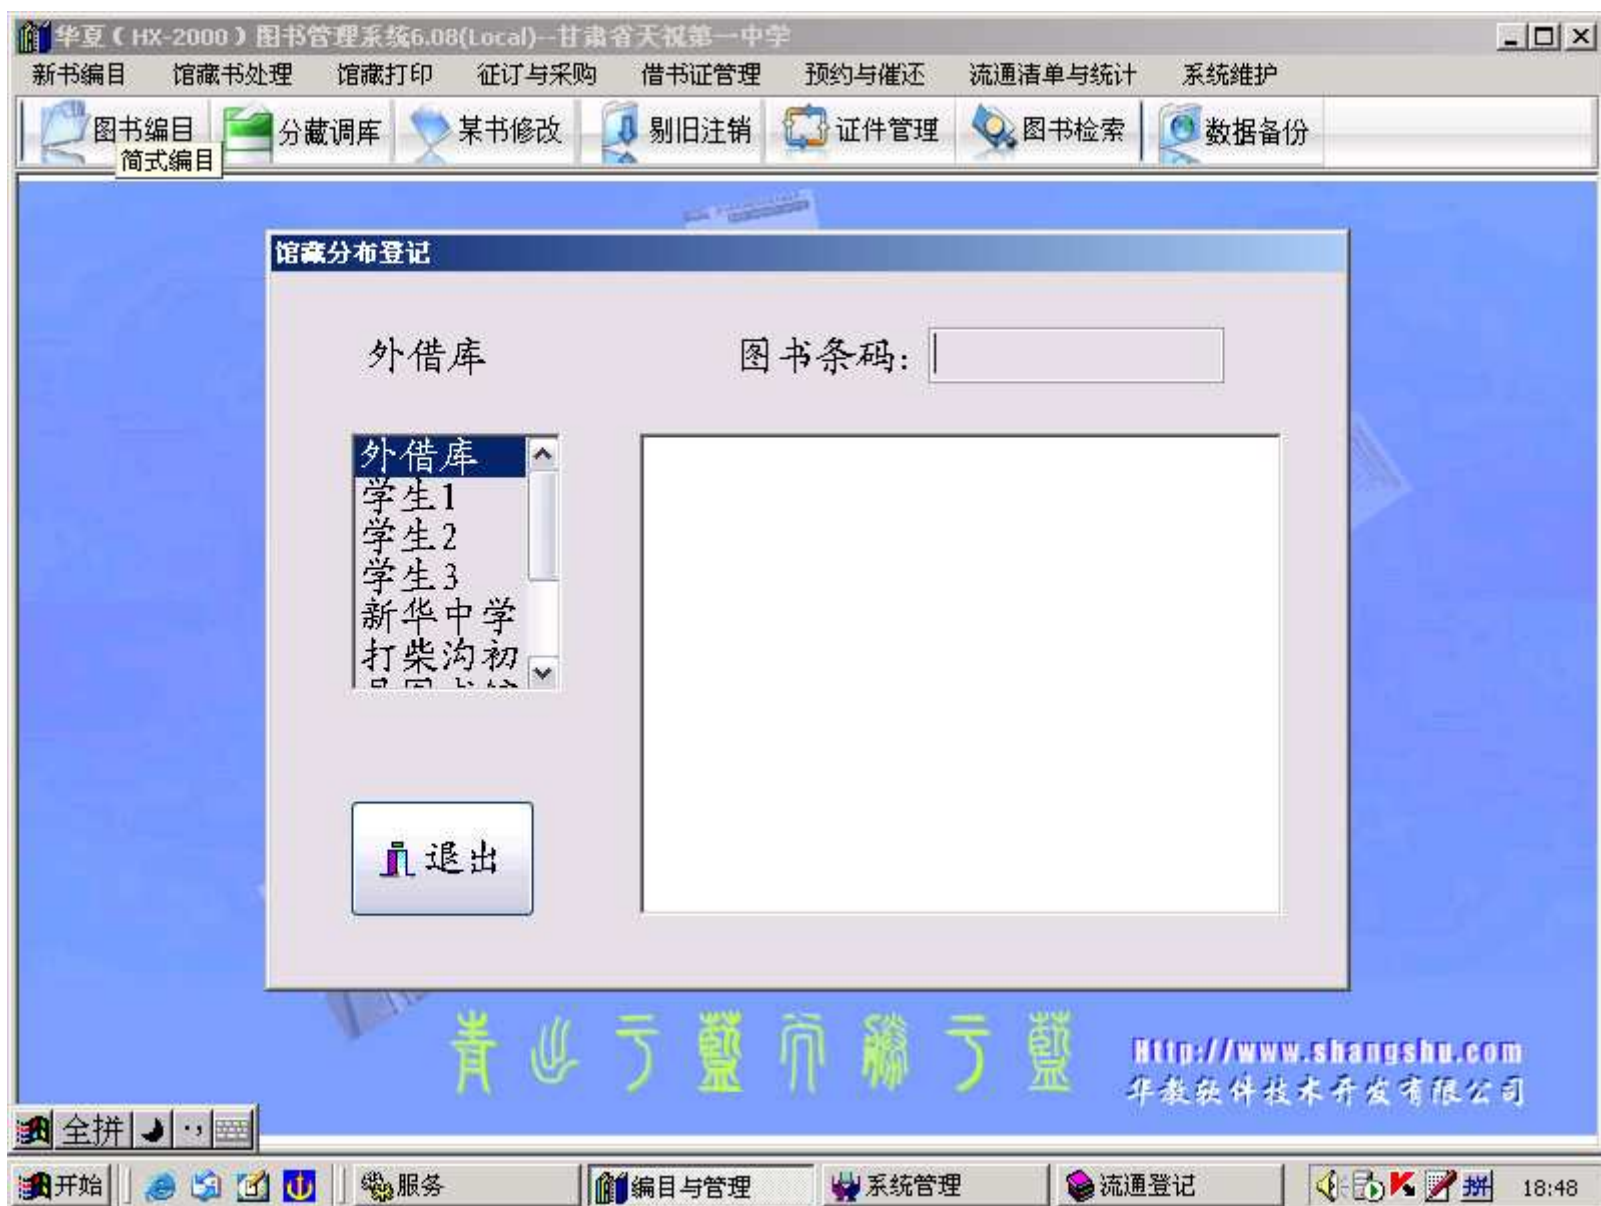 华夏(HX-2000)图书管理系统6.08(Local)--甘肃省天祝第一中学
新书编目 馆藏书处理 馆藏打印 征订与采购 借书证管理 预约与催还 流通清单与统计 系统维护
图书编目 分藏调库 某书修改 剔旧注销 证件管理 图书检索 数据备份
简式编目
馆藏分布登记
外借库 图书条码:
外借库
学生1
学生2
学生3
新华中学
打柴沟初
退出
Http://www.shangshu.com
华教软件技术开发有限公司
全拼
开始 服务 编目与管理 系统管理 流通登记 拼 18:48